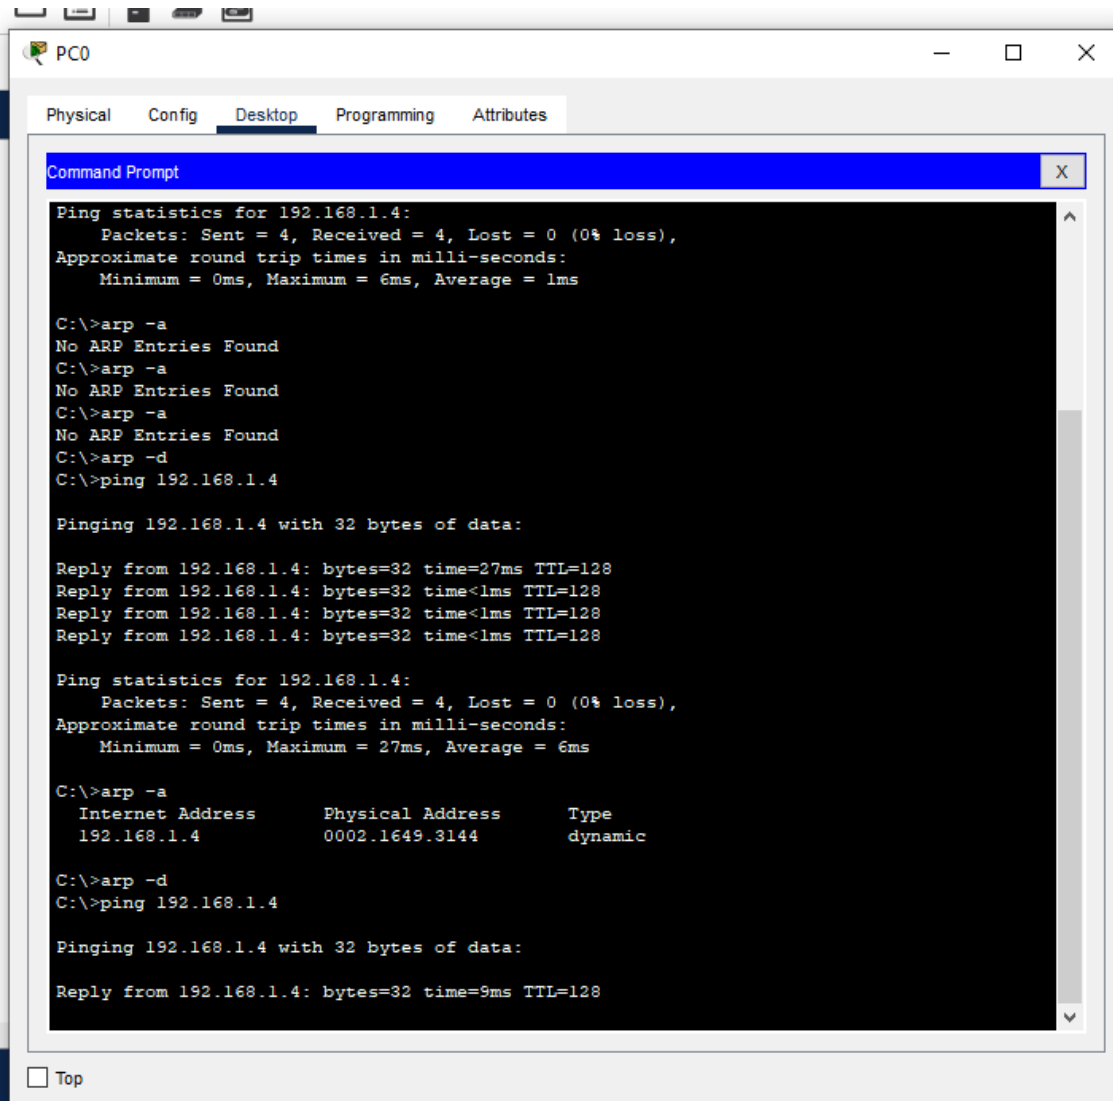 PC0
Physical Config Desktop Programming Attributes
Command Prompt X
Ping statistics for 192.168.1.4:
Packets: Sent = 4, Received = 4, Lost = 0 (0% loss),
Approximate round trip times in milli-seconds:
Minimum = 0ms, Maximum = 6ms, Average = 1ms
C:\>arp -a
No ARP Entries Found
C:\>arp -a
No ARP Entries Found
C:\>arp -a
No ARP Entries Found
C:\>arp -d
C:\>ping 192.168.1.4
Pinging 192.168.1.4 with 32 bytes of data:
Reply from 192.168.1.4: bytes=32 time=27ms TTL=128
Reply from 192.168.1.4: bytes=32 time<1ms TTL=128
Reply from 192.168.1.4: bytes=32 time<1ms TTL=128
Reply from 192.168.1.4: bytes=32 time<1ms TTL=128
Ping statistics for 192.168.1.4:
Packets: Sent = 4, Received = 4, Lost = 0 (0% loss),
Approximate round trip times in milli-seconds:
Minimum = 0ms, Maximum = 27ms, Average = 6ms
C:\>arp -a
Internet Address Physical Address Type
192.168.1.4 0002.1649.3144 dynamic
C:\>arp -d
C:\>ping 192.168.1.4
Pinging 192.168.1.4 with 32 bytes of data:
Reply from 192.168.1.4: bytes=32 time=9ms TTL=128
Top